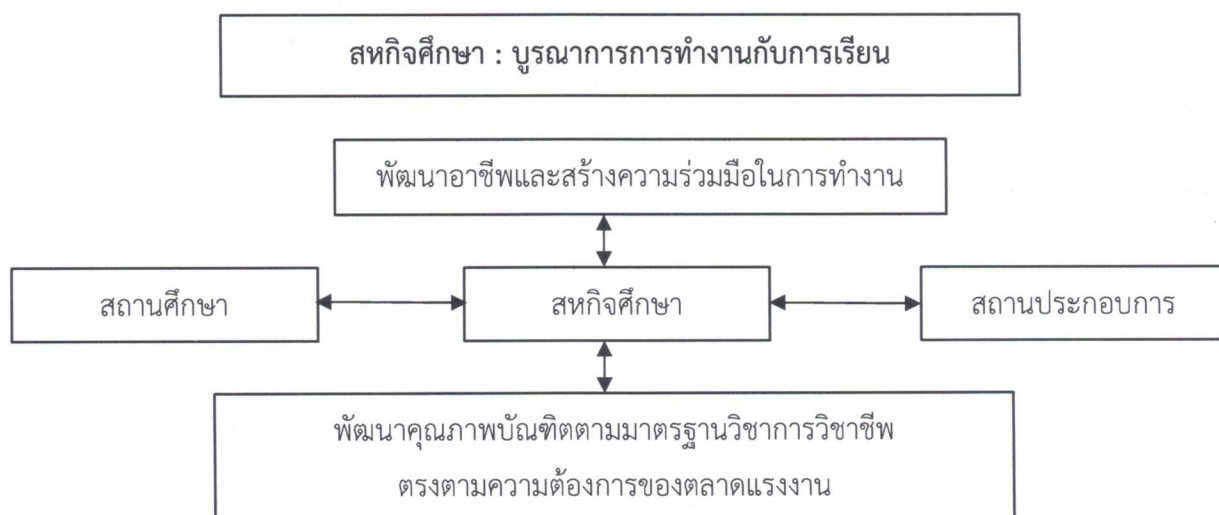 สหกิจศึกษา : บูรณาการการทำงานกับการเรียน
พัฒนาอาชีพและสร้างความร่วมมือในการทำงาน
สถานศึกษา
สหกิจศึกษา
สถานประกอบการ
พัฒนาคุณภาพบัณฑิตตามมาตรฐานวิชาการวิชาชีพ
ตรงตามความต้องการของตลาดแรงงาน